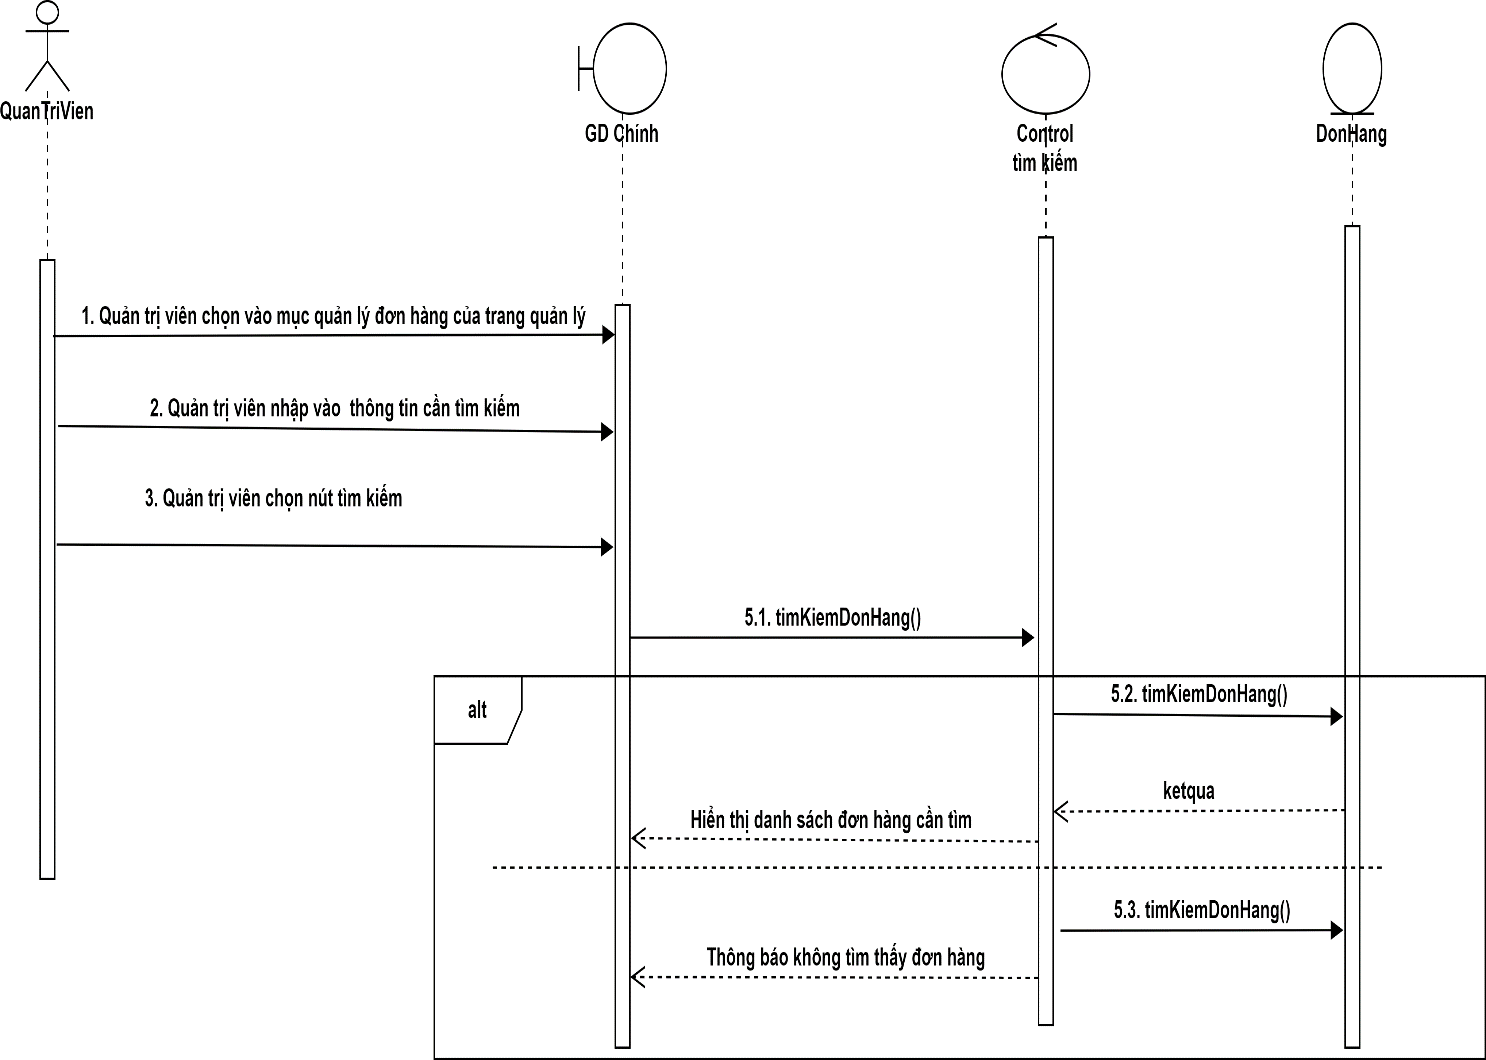 QuanTriVien
GD Chính
Control
tìm kiếm
DonHang
1. Quản trị viên chọn vào mục quản lý đơn hàng của trang quản lý
2. Quản trị viên nhập vào  thông tin cần tìm kiếm
3. Quản trị viên chọn nút tìm kiếm
5.1. timKiemDonHang()
alt
5.2. timKiemDonHang()
ketqua
Hiển thị danh sách đơn hàng cần tìm
5.3. timKiemDonHang()
Thông báo không tìm thấy đơn hàng